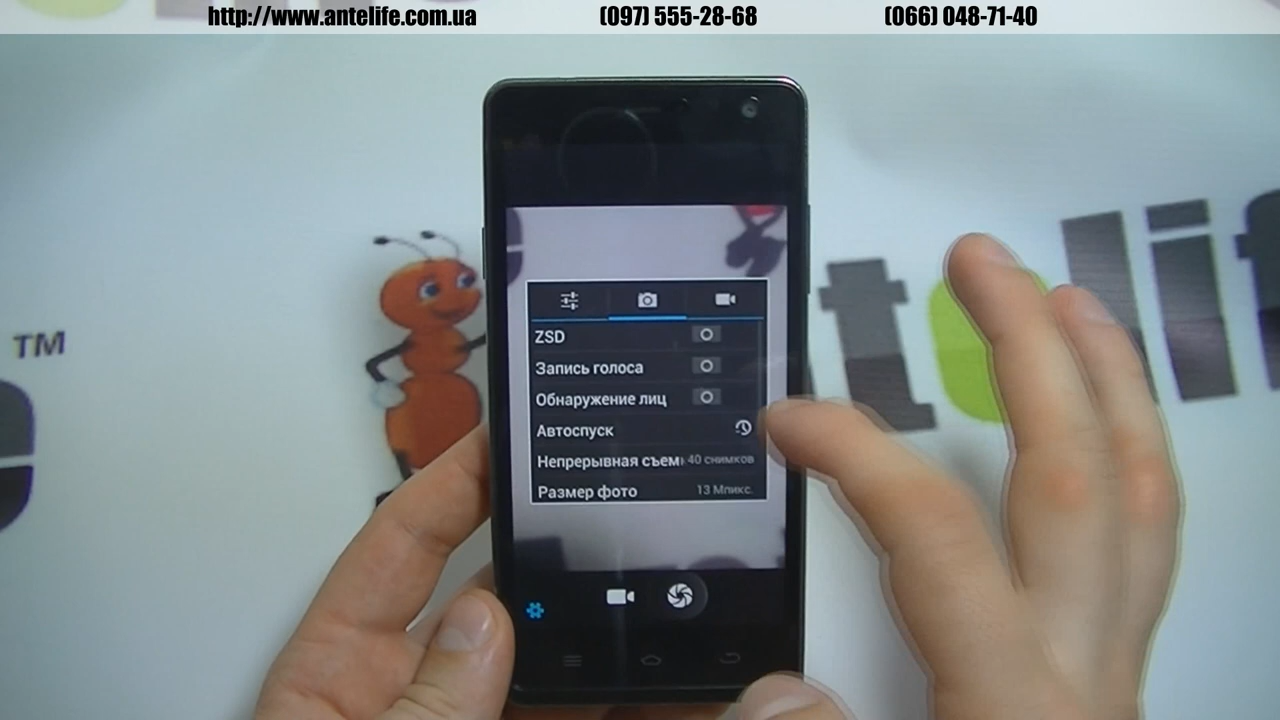 http://www.antelife.com.ua (097) 555-28-68 (066) 048-71-40
TM
ZSD
Запись голоса
Обнаружение лиц
Автоспуск
Непрерывная съем 40 снимков
Размер фото 13 Мпикс.